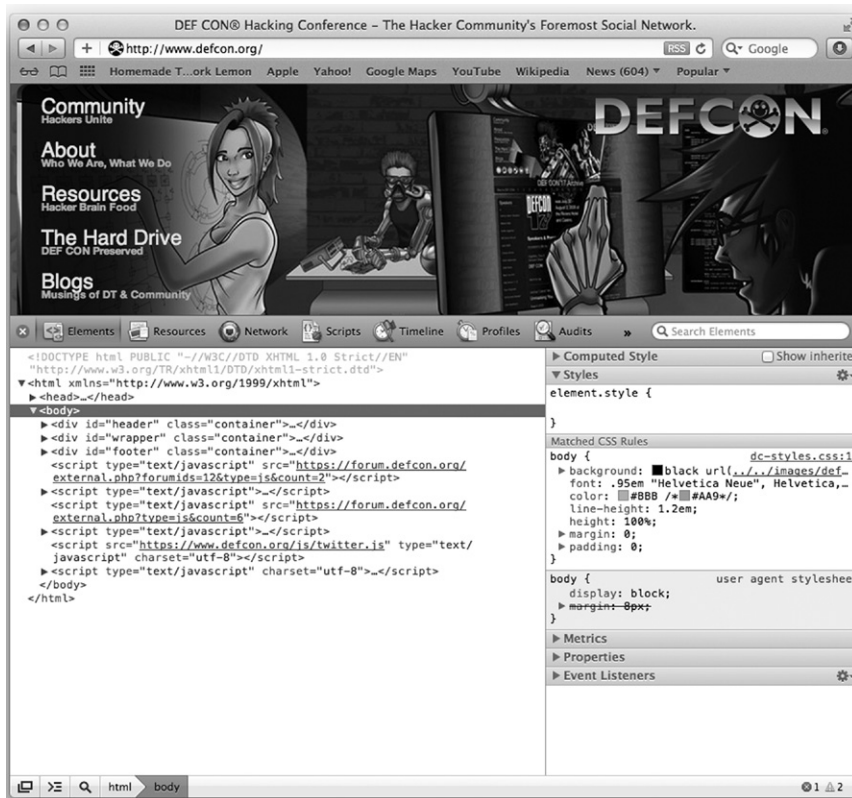 DEF CON® Hacking Conference – The Hacker Community's Foremost Social Network.
http://www.defcon.org/
RSS
Google
Homemade T...ork Lemon Apple Yahoo! Google Maps YouTube Wikipedia News (604) Popular
Community
Hackers Unite
About
Who We Are, What We Do
Resources
Hacker Brain Food
The Hard Drive
DEF CON Preserved
Blogs
Musings of DT & Community
DEFCON
DEF CON 17 Archive
DEFCON
Elements Resources Network Scripts Timeline Profiles Audits » Search Elements
<!DOCTYPE html PUBLIC "-//W3C//DTD XHTML 1.0 Strict//EN"
"http://www.w3.org/TR/xhtml1/DTD/xhtml1-strict.dtd">
<html xmlns="http://www.w3.org/1999/xhtml">
<head>…</head>
<body>
<div id="header" class="container">…</div>
<div id="wrapper" class="container">…</div>
<div id="footer" class="container">…</div>
<script type="text/javascript" src="https://forum.defcon.org/
external.php?forumids=12&type=js&count=2"></script>
<script type="text/javascript">…</script>
<script type="text/javascript" src="https://forum.defcon.org/
external.php?type=js&count=6"></script>
<script type="text/javascript">…</script>
<script src="https://www.defcon.org/js/twitter.js" type="text/
javascript" charset="utf-8"></script>
<script type="text/javascript" charset="utf-8">…</script>
</body>
</html>
Computed Style Show inherite
Styles
element.style {
}
Matched CSS Rules
body { dc-styles.css:1
background: black url(../../images/def…
font: .95em "Helvetica Neue", Helvetica,…
color: #BBB /* #AA9*/;
line-height: 1.2em;
height: 100%;
margin: 0;
padding: 0;
}
body { user agent styleshee
display: block;
margin: 8px;
}
Metrics
Properties
Event Listeners
html body
1 2